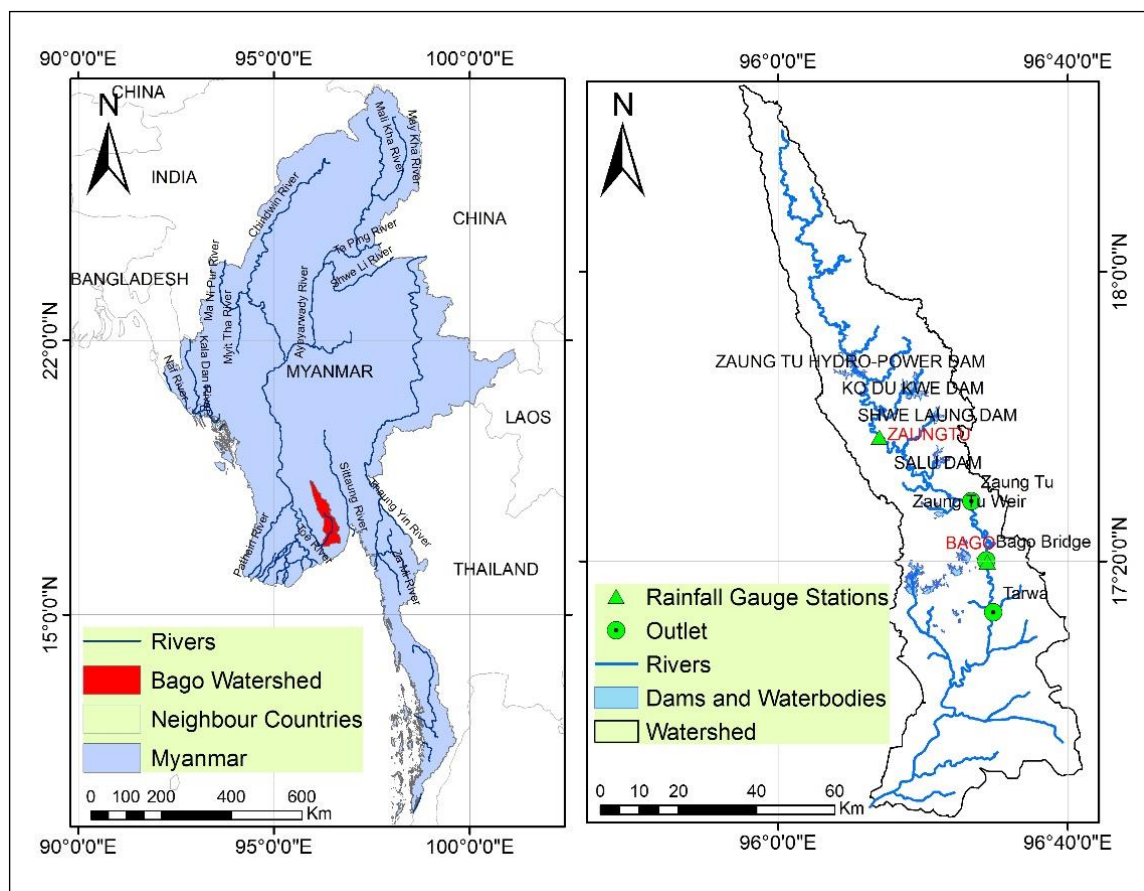 90°0'0"E
95°0'0"E
100°0'0"E
CHINA
N
INDIA
Mali Kha River
May Kha River
Chindwin River
CHINA
Ta Ping River
Shwe Li River
BANGLADESH
Ma Ni Pur River
Myit Tha River
Ayeyarwady River
22°0'0"N
MYANMAR
Kala Dan River
Naf River
LAOS
Sittaung River
Thaung Yin River
Pathein River
Toe River
Za Mi River
THAILAND
15°0'0"N
Rivers
Bago Watershed
Neighbour Countries
Myanmar
0 100 200 400 600
Km
90°0'0"E
95°0'0"E
100°0'0"E
96°0'0"E
96°40'0"E
N
18°0'0"N
ZAUNG TU HYDRO-POWER DAM
KO DU KWE DAM
SHWE LAUNG DAM
ZAUNGTU
SALU DAM
Zaung Tu
Zaung Tu Weir
BAGO
Bago Bridge
17°20'0"N
Tarwa
Rainfall Gauge Stations
Outlet
Rivers
Dams and Waterbodies
Watershed
0 10 20 40 60
Km
96°0'0"E
96°40'0"E